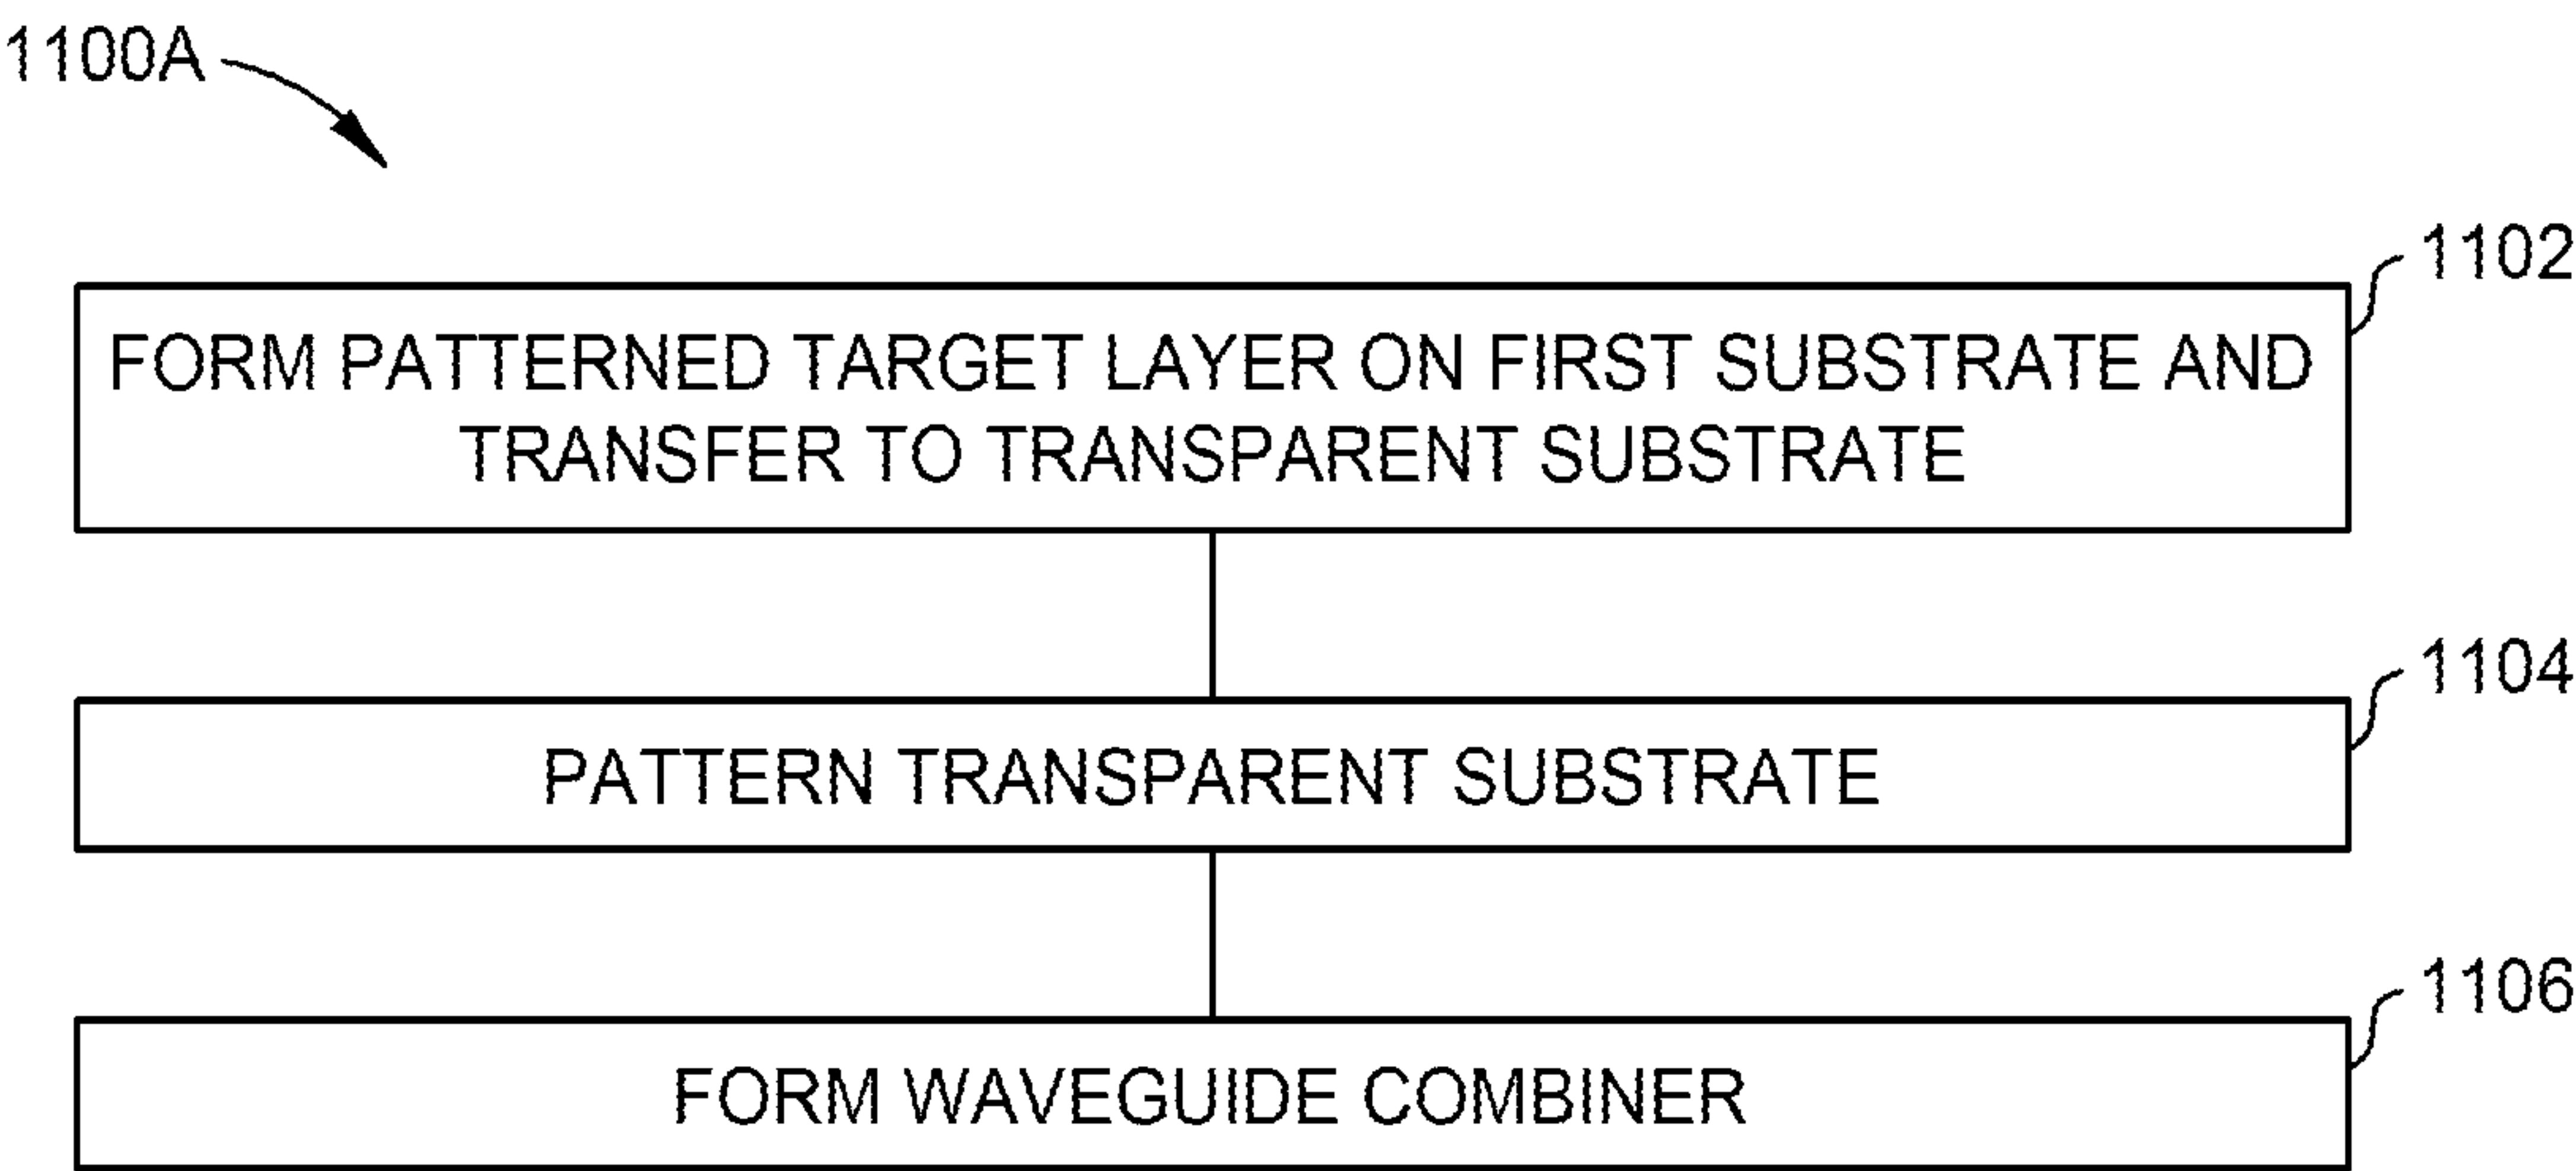 1100A
1102
FORM PATTERNED TARGET LAYER ON FIRST SUBSTRATE AND
TRANSFER TO TRANSPARENT SUBSTRATE
1104
PATTERN TRANSPARENT SUBSTRATE
1106
FORM WAVEGUIDE COMBINER